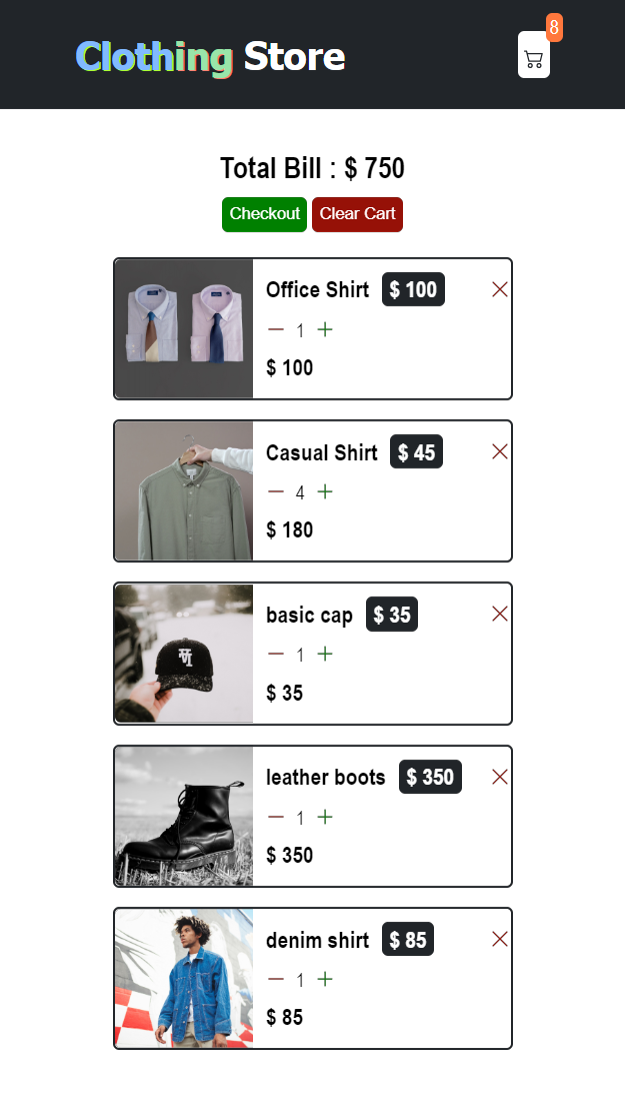 Clothing Store
8
Total Bill : $ 750
Checkout Clear Cart
Office Shirt $ 100
1
$ 100
Casual Shirt $ 45
4
$ 180
basic cap $ 35
1
$ 35
leather boots $ 350
1
$ 350
denim shirt $ 85
1
$ 85